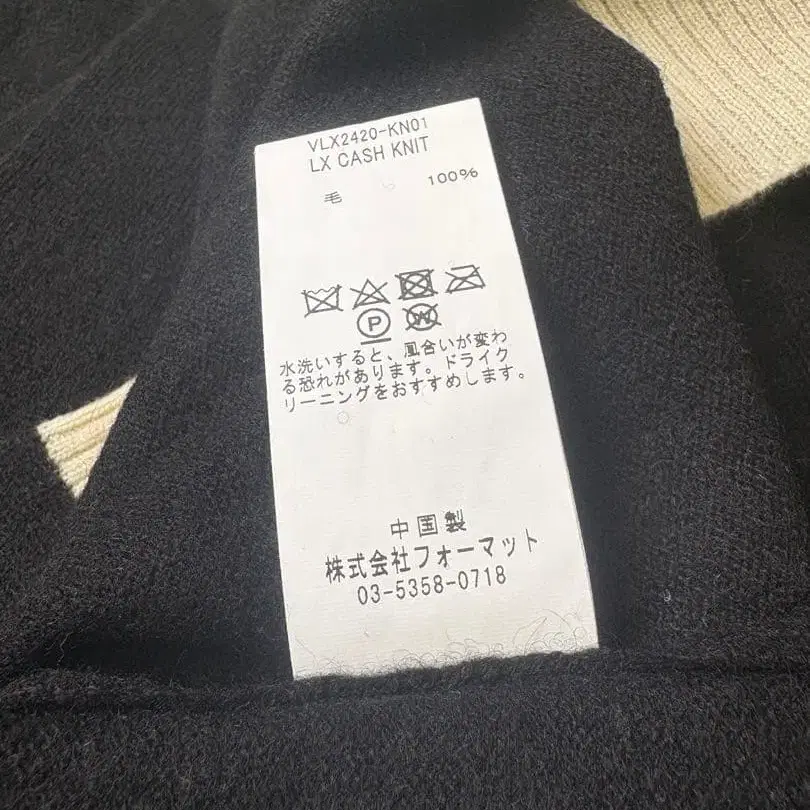 VLX2420-KN01
LX CASH KNIT
毛 100%
P W
水洗いすると、風合いが変わ
る恐れがあります。ドライク
リーニングをおすすめします。
中国製
株式会社フォーマット
03-5358-0718